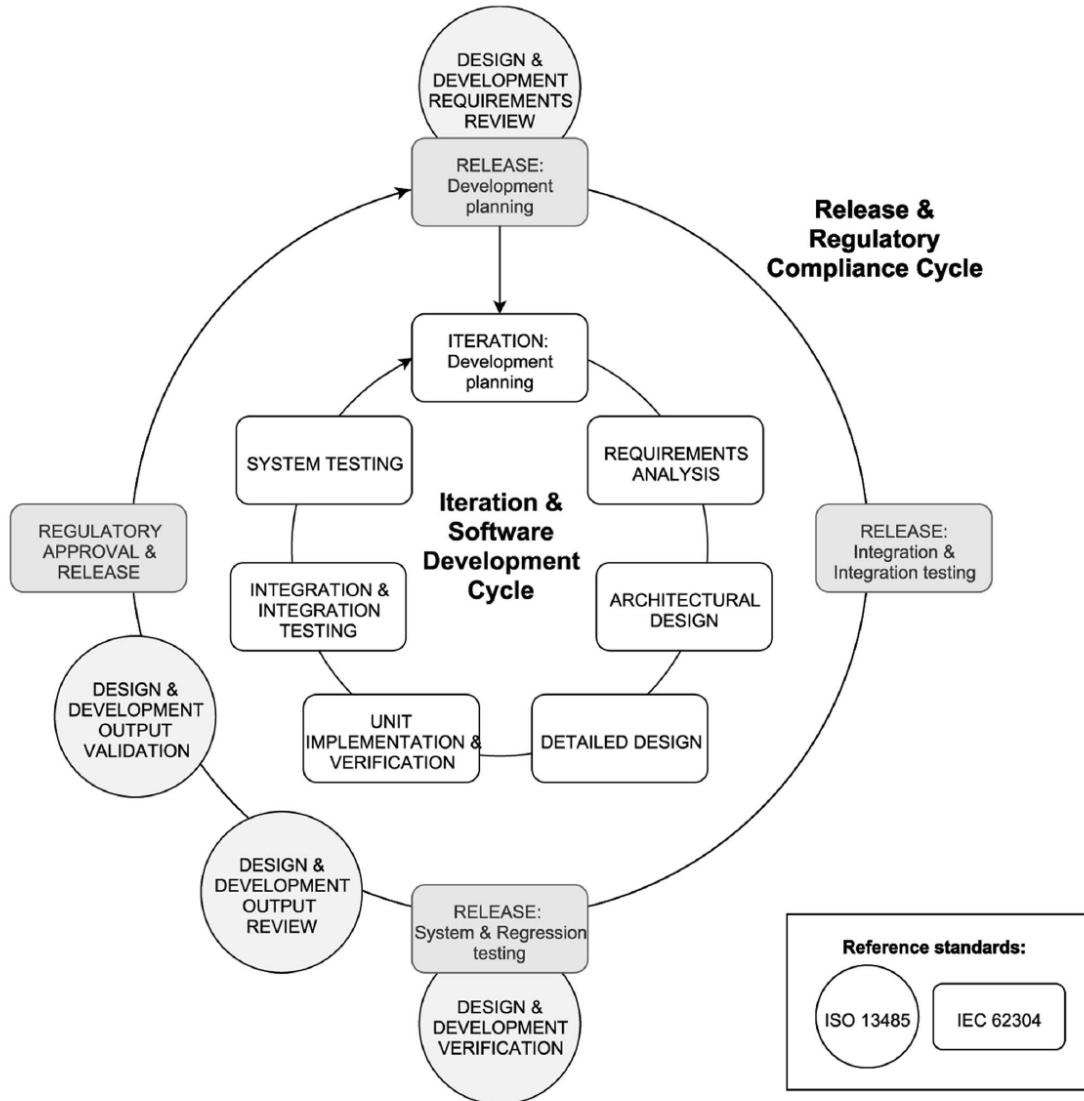 DESIGN &
DEVELOPMENT
REQUIREMENTS
REVIEW
RELEASE:
Development
planning
Release &
Regulatory
Compliance Cycle
ITERATION:
Development
planning
SYSTEM TESTING
REQUIREMENTS
ANALYSIS
Iteration &
Software
Development
Cycle
REGULATORY
APPROVAL &
RELEASE
RELEASE:
Integration &
Integration testing
INTEGRATION &
INTEGRATION
TESTING
ARCHITECTURAL
DESIGN
DESIGN &
DEVELOPMENT
OUTPUT
VALIDATION
UNIT
IMPLEMENTATION &
VERIFICATION
DETAILED DESIGN
DESIGN &
DEVELOPMENT
OUTPUT
REVIEW
RELEASE:
System & Regression
testing
DESIGN &
DEVELOPMENT
VERIFICATION
Reference standards:
ISO 13485
IEC 62304